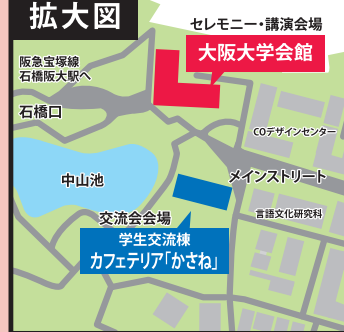 拡大図
セレモニー・講演会場
大阪大学会館
阪急宝塚線
石橋阪大駅へ
石橋口
COデザインセンター
中山池
メインストリート
交流会会場
言語文化研究科
学生交流棟
カフェテリア「かさね」